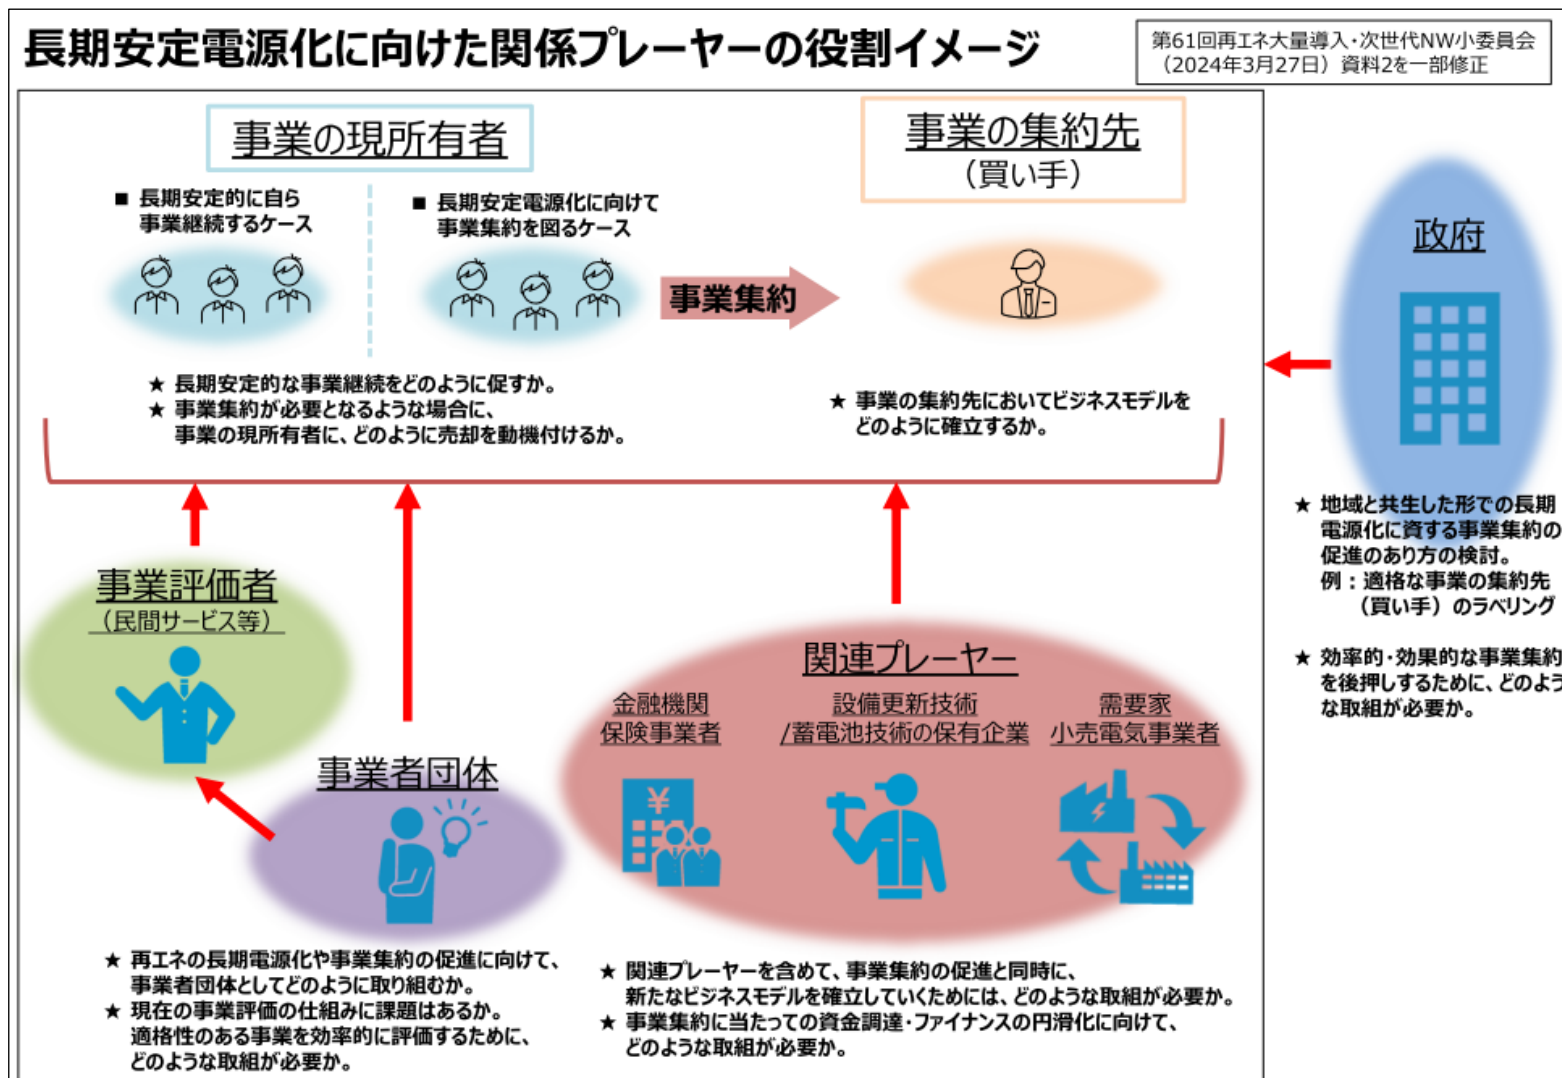 長期安定電源化に向けた関係プレーヤーの役割イメージ
第61回再エネ大量導入・次世代NW小委員会
（2024年3月27日）資料2を一部修正
事業の現所有者
■ 長期安定的に自ら
事業継続するケース
■ 長期安定電源化に向けて
事業集約を図るケース
事業集約
事業の集約先
（買い手）
★ 長期安定的な事業継続をどのように促すか。
★ 事業集約が必要となるような場合に、
事業の現所有者に、どのように売却を動機付けるか。
★ 事業の集約先においてビジネスモデルを
どのように確立するか。
政府
★ 地域と共生した形での長期
電源化に資する事業集約の
促進のあり方の検討。
例：適格な事業の集約先
（買い手）のラベリング
★ 効率的・効果的な事業集約
を後押しするために、どのよう
な取組が必要か。
事業評価者
（民間サービス等）
事業者団体
関連プレーヤー
金融機関
保険事業者
設備更新技術
/蓄電池技術の保有企業
需要家
小売電気事業者
¥
★ 再エネの長期電源化や事業集約の促進に向けて、
事業者団体としてどのように取り組むか。
★ 現在の事業評価の仕組みに課題はあるか。
適格性のある事業を効率的に評価するために、
どのような取組が必要か。
★ 関連プレーヤーを含めて、事業集約の促進と同時に、
新たなビジネスモデルを確立していくためには、どのような取組が必要か。
★ 事業集約に当たっての資金調達・ファイナンスの円滑化に向けて、
どのような取組が必要か。